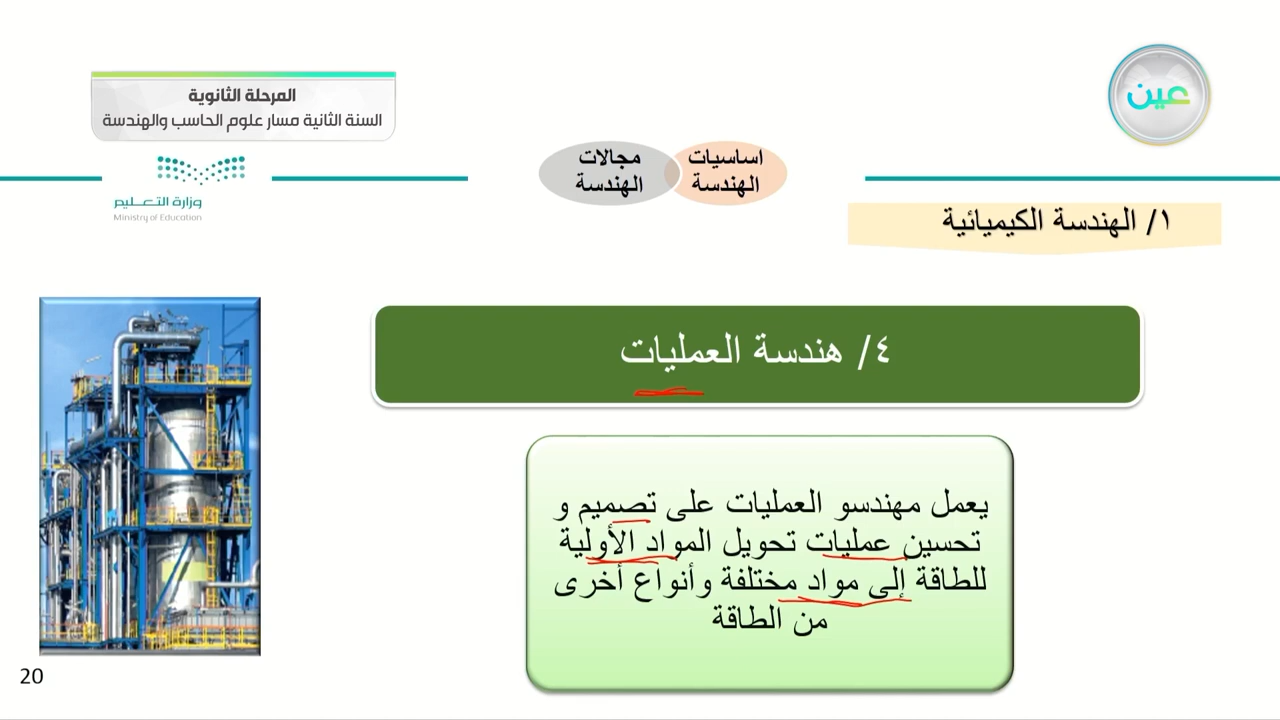 المرحلة الثانوية
السنة الثانية مسار علوم الحاسب والهندسة
عين
وزارة التعـــليم
Ministry of Education
اساسيات
الهندسة
مجالات
الهندسة
١/ الهندسة الكيميائية
٤/ هندسة العمليات
يعمل مهندسو العمليات على تصميم و
تحسين عمليات تحويل المواد الأولية
للطاقة إلى مواد مختلفة وأنواع أخرى
من الطاقة
20